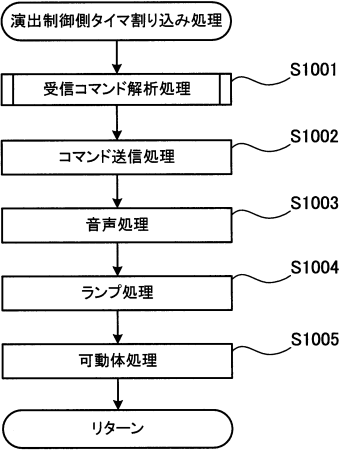 演出制御側タイマ割り込み処理
受信コマンド解析処理
S1001
コマンド送信処理
S1002
音声処理
S1003
ランプ処理
S1004
可動体処理
S1005
リターン